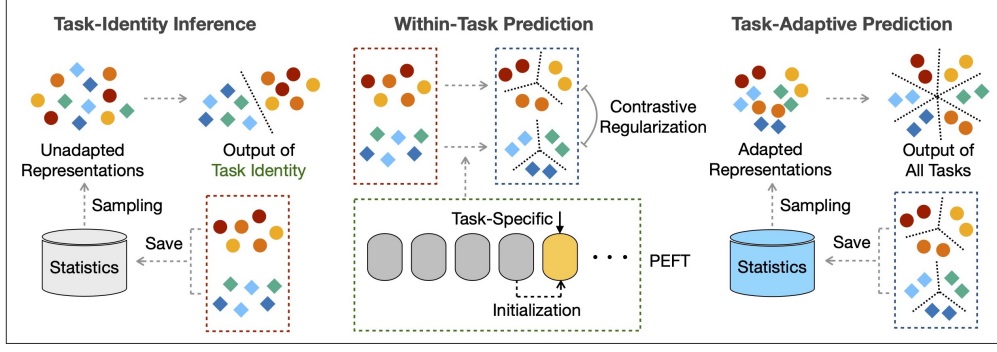 Task-Identity Inference
Unadapted
Representations
Output of
Task Identity
Sampling
Save
Statistics
Within-Task Prediction
Contrastive
Regularization
Task-Specific
PEFT
Initialization
Task-Adaptive Prediction
Adapted
Representations
Output of
All Tasks
Sampling
Save
Statistics